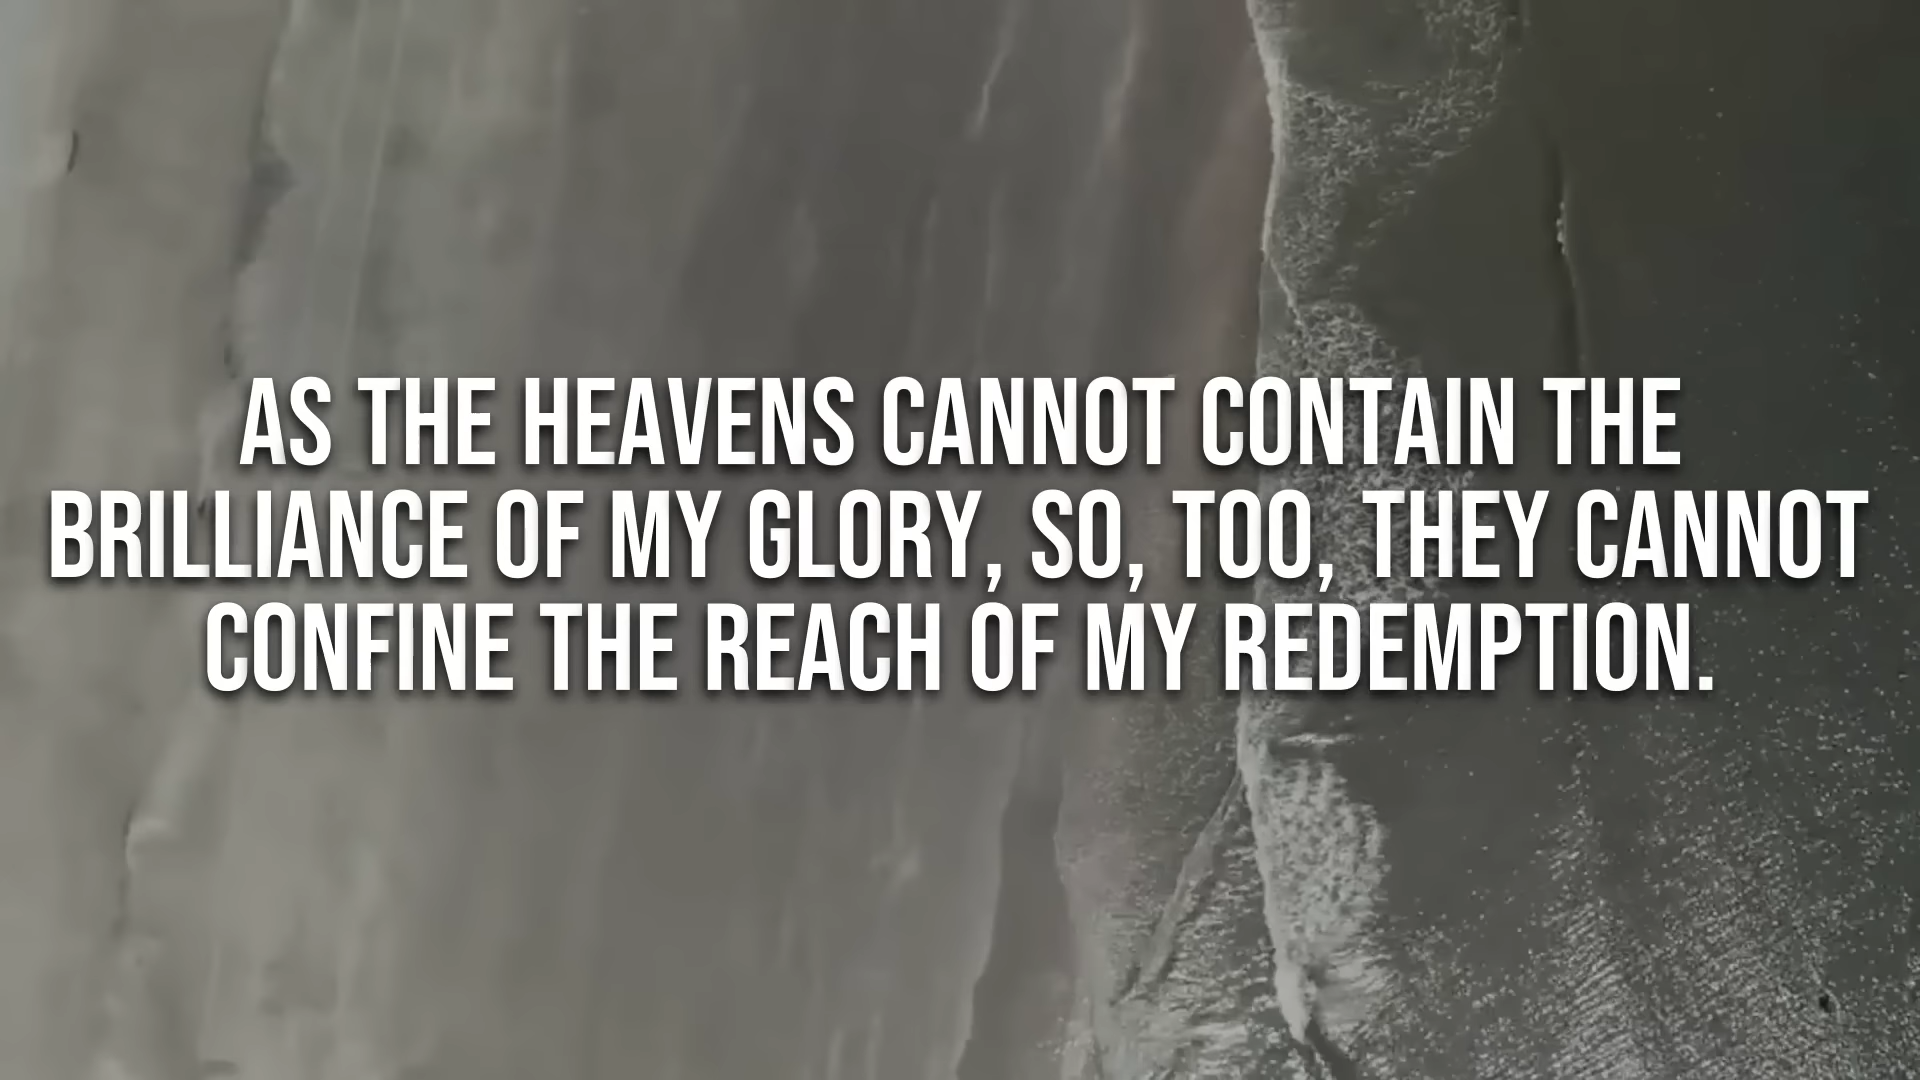 AS THE HEAVENS CANNOT CONTAIN THE
BRILLIANCE OF MY GLORY, SO, TOO, THEY CANNOT
CONFINE THE REACH OF MY REDEMPTION.